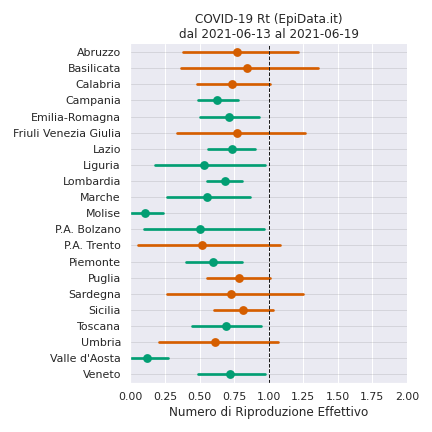 COVID-19 Rt (EpiData.it)
dal 2021-06-13 al 2021-06-19
Abruzzo
Basilicata
Calabria
Campania
Emilia-Romagna
Friuli Venezia Giulia
Lazio
Liguria
Lombardia
Marche
Molise
P.A. Bolzano
P.A. Trento
Piemonte
Puglia
Sardegna
Sicilia
Toscana
Umbria
Valle d'Aosta
Veneto
0.00 0.25 0.50 0.75 1.00 1.25 1.50 1.75 2.00
Numero di Riproduzione Effettivo